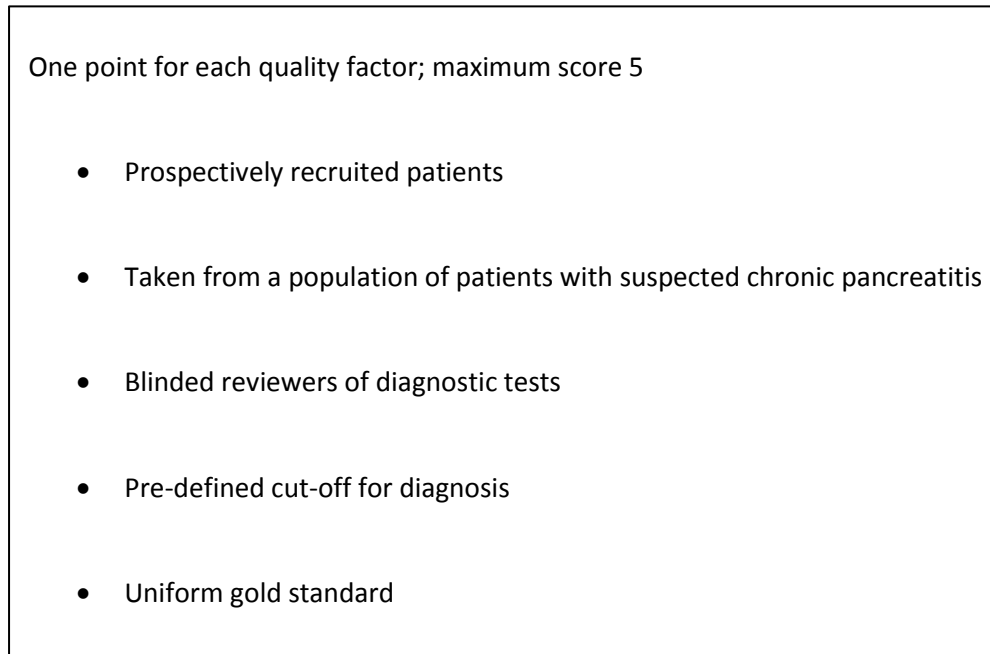 One point for each quality factor; maximum score 5
• Prospectively recruited patients
• Taken from a population of patients with suspected chronic pancreatitis
• Blinded reviewers of diagnostic tests
• Pre-defined cut-off for diagnosis
• Uniform gold standard